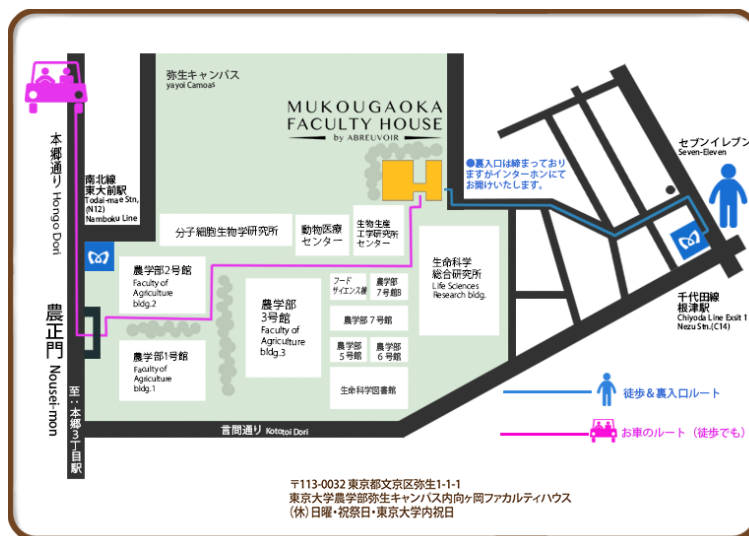 弥生キャンパス
yayoi Camoas
MUKOUGAOKA
FACULTY HOUSE
by ABREUVOIR
●裏入口は締まっており
ますがインターホンにて
お開けいたします。
セブンイレブン
Seven-Eleven
本郷通り Hongo Dori
南北線
東大前駅
Todai-mae Stn,
(N12)
Namboku Line
分子細胞生物学研究所
動物医療
センター
生物生産
工学研究所
センター
農学部2号館
Faculty of
Agriculture
bldg.2
農学部
3号館
Faculty of
Agriculture
bldg.3
フード
サイエンス棟
農学部
7号館B
農学部 7号館
農学部
5号館
農学部
6号館
生命科学図書館
生命科学
総合研究所
Life Sciences
Research bldg.
千代田線
根津駅
Chiyoda Line Exsit 1
Nezu Stn.(C14)
農正門 Nousei-mon
農学部1号館
Faculty of
Agriculture
bldg.1
至:本郷3丁目駅
言問通り Kototoi Dori
徒歩&裏入口ルート
お車のルート(徒歩でも)
〒113-0032 東京都文京区弥生1-1-1
東京大学農学部弥生キャンパス内向ヶ岡ファカルティハウス
(休)日曜・祝祭日・東京大学内祝日